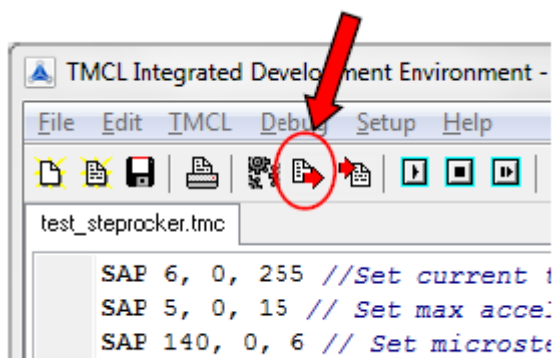 TMCL Integrated Development Environment -
File Edit TMCL Debug Setup Help
test_steprocker.tmc
SAP 6, 0, 255 //Set current
SAP 5, 0, 15 // Set max acce
SAP 140, 0, 6 // Set microste